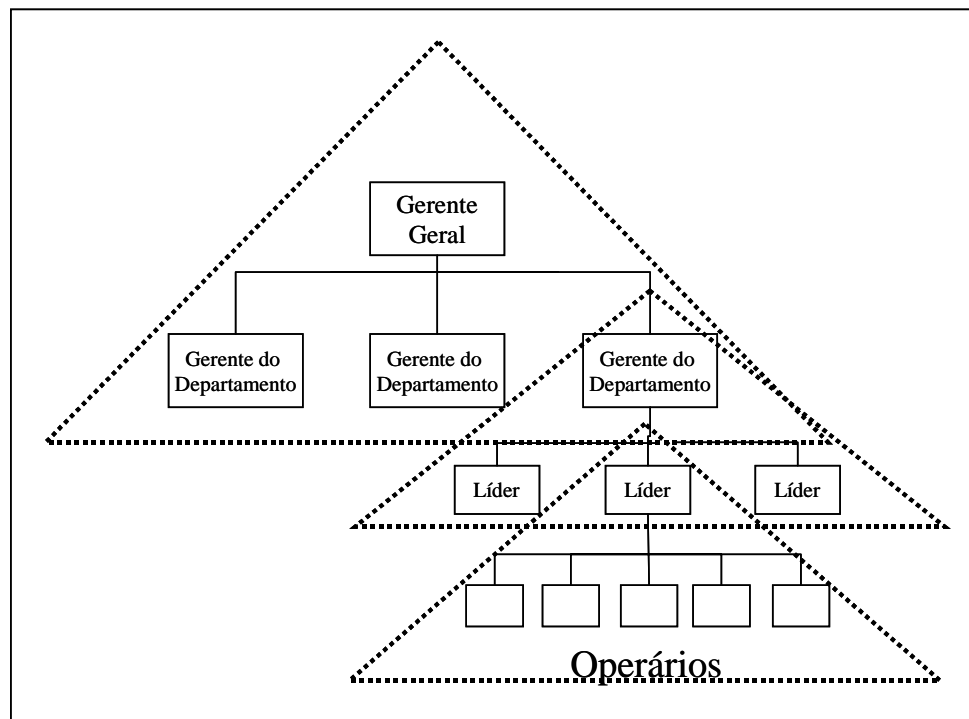 Gerente
Geral
Gerente do
Departamento
Gerente do
Departamento
Gerente do
Departamento
Líder
Líder
Líder
Operários